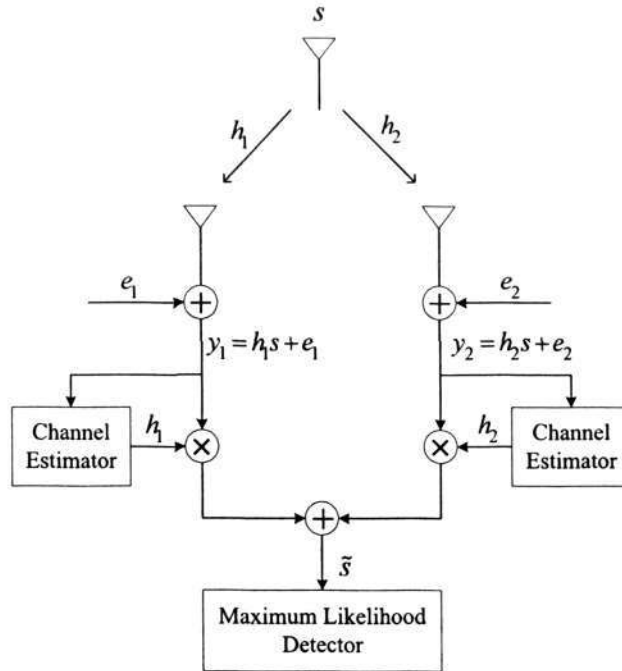 s
h₁
h₂
e₁
e₂
+
+
y₁ = h₁s + e₁
y₂ = h₂s + e₂
Channel
Estimator
h₁
×
×
h₂
Channel
Estimator
+
s̃
Maximum Likelihood
Detector